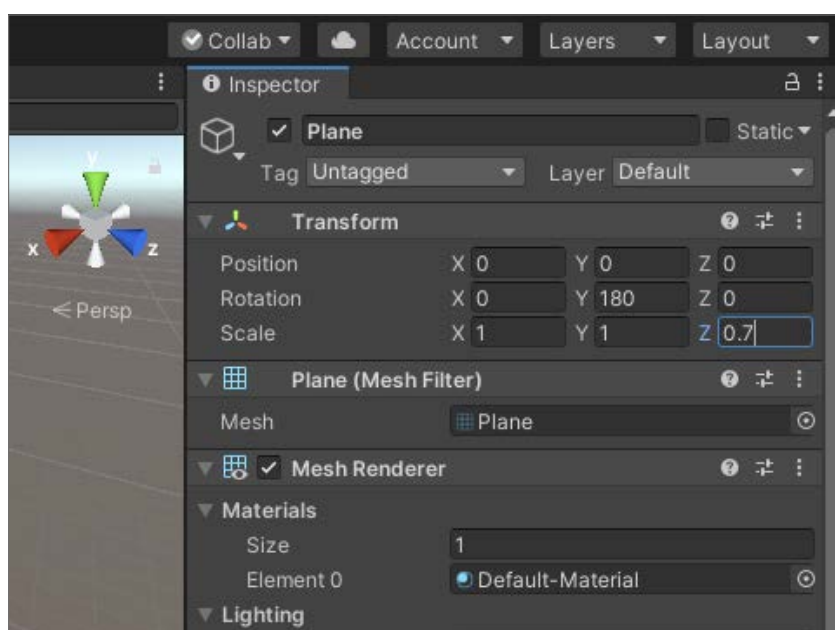 Collab Account Layers Layout
Inspector
Plane Static
Tag Untagged Layer Default
y
x z
Persp
Transform
Position X 0 Y 0 Z 0
Rotation X 0 Y 180 Z 0
Scale X 1 Y 1 Z 0.7
Plane (Mesh Filter)
Mesh Plane
Mesh Renderer
Materials
Size 1
Element 0 Default-Material
Lighting